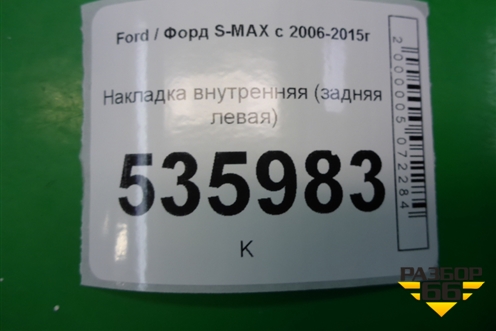 Ford / Форд S-MAX с 2006-2015г
Накладка внутренняя (задняя
левая)
535983
К
2000005072284
РАЗБОР
66